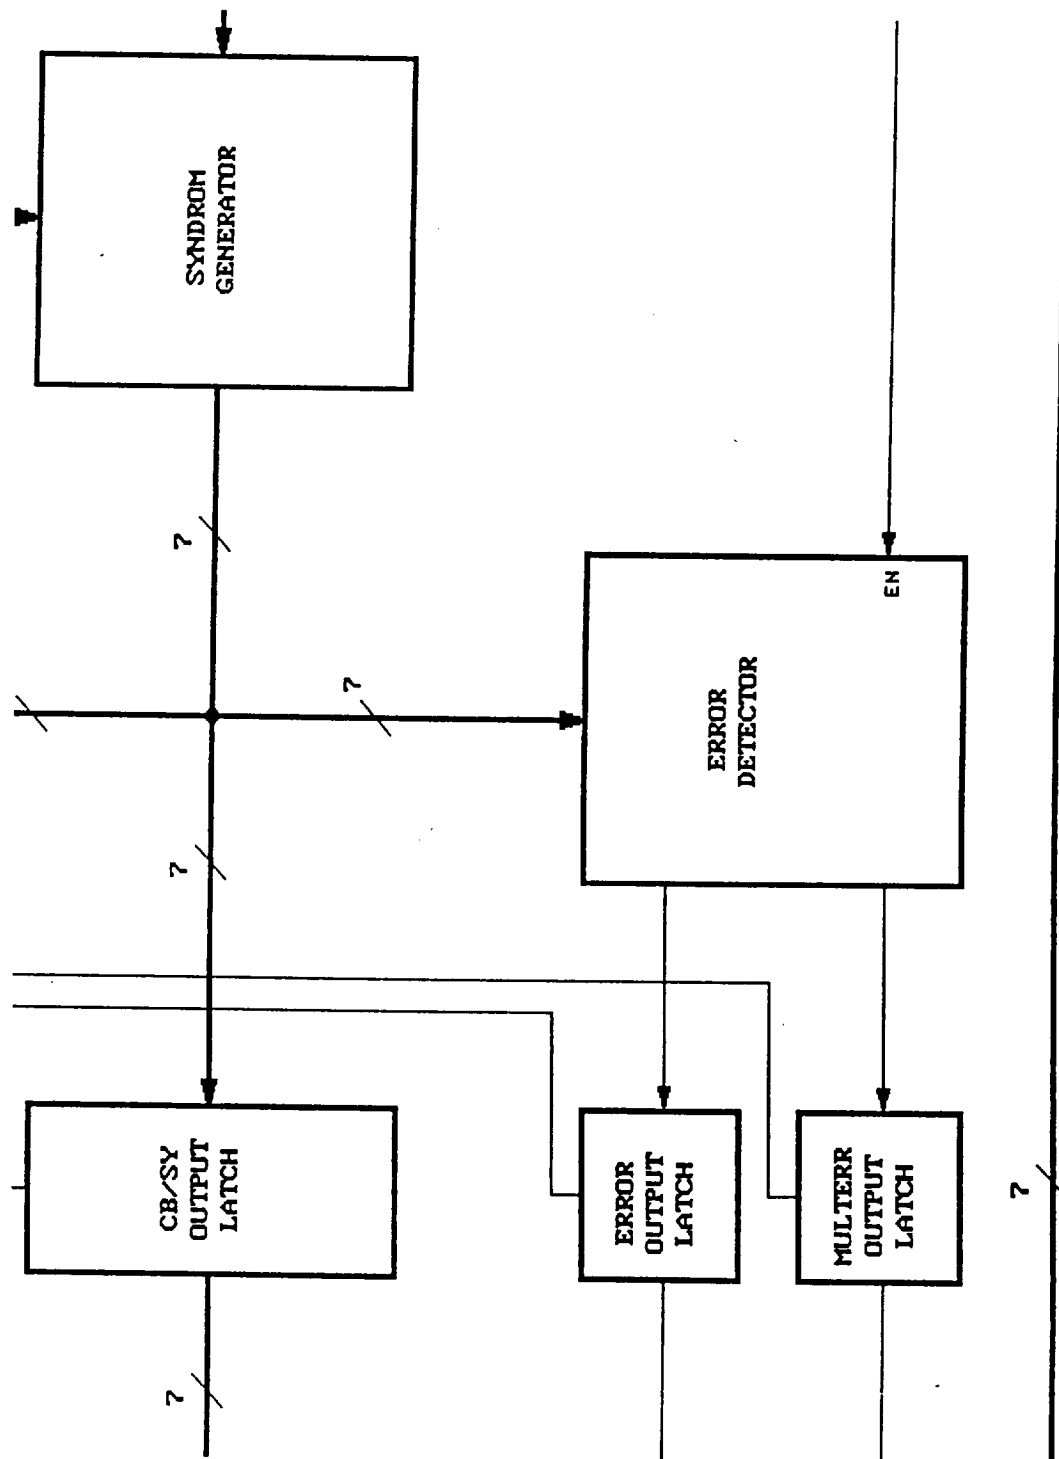 SYNDROM
GENERATOR
7
7
EN
ERROR
DETECTOR
7
CB/SY
OUTPUT
LATCH
ERROR
OUTPUT
LATCH
MULTERR
OUTPUT
LATCH
7
7